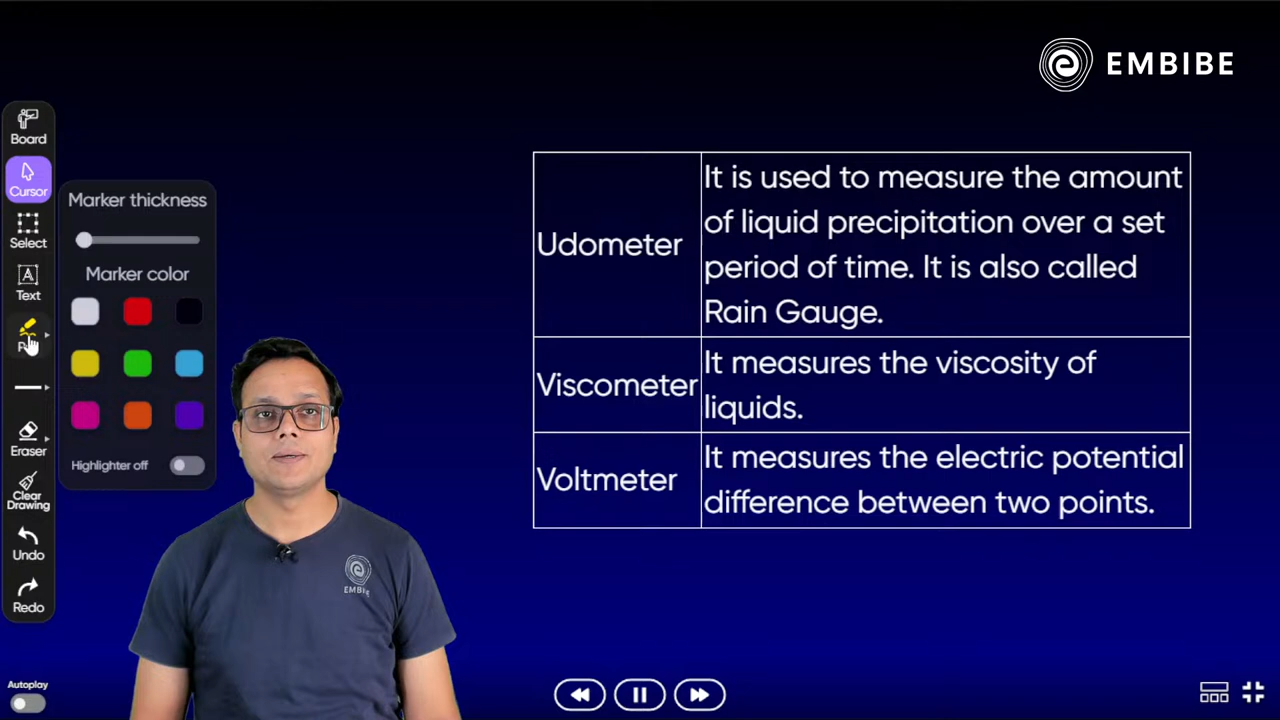 EMBIBE
Board
Cursor
Select
Text
Eraser
Clear
Drawing
Undo
Redo
Autoplay
Marker thickness
Marker color
Highlighter off
EMBIBE
Udometer
It is used to measure the amount
of liquid precipitation over a set
period of time. It is also called
Rain Gauge.
Viscometer
It measures the viscosity of
liquids.
Voltmeter
It measures the electric potential
difference between two points.